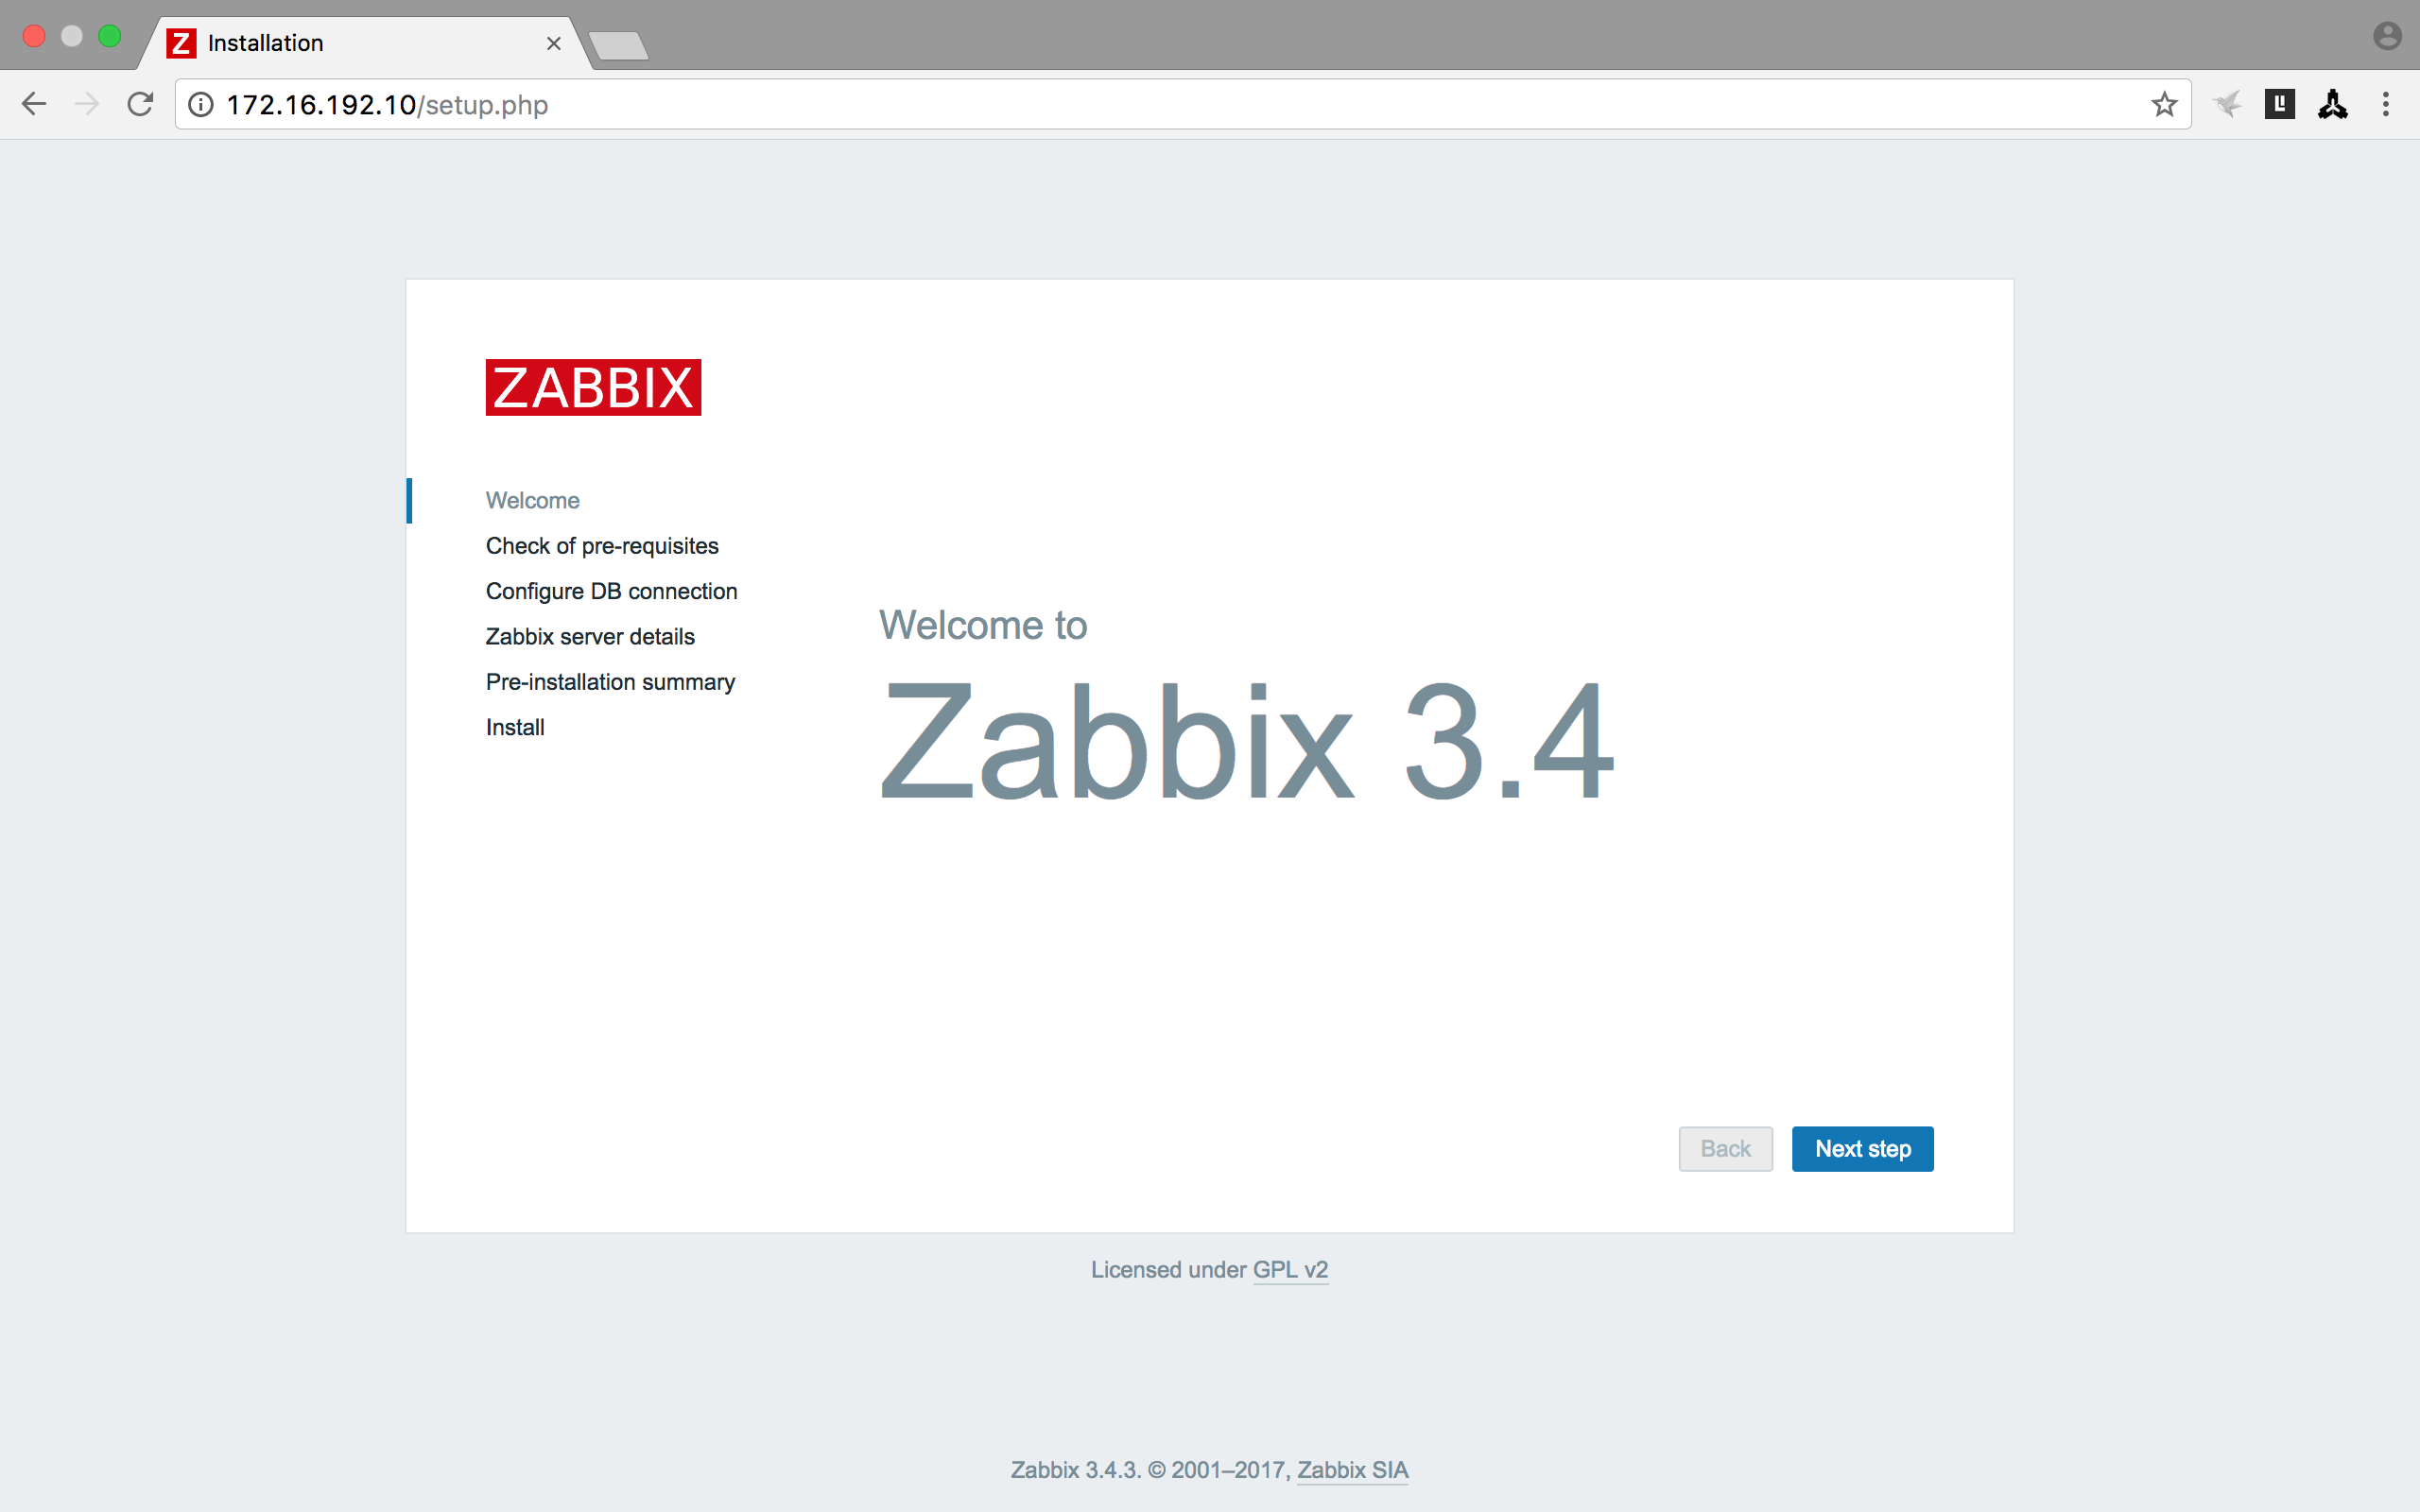 Z Installation
172.16.192.10/setup.php
ZABBIX
Welcome
Check of pre-requisites
Configure DB connection
Zabbix server details
Pre-installation summary
Install
Welcome to
Zabbix 3.4
Back
Next step
Licensed under GPL v2
Zabbix 3.4.3. © 2001–2017, Zabbix SIA